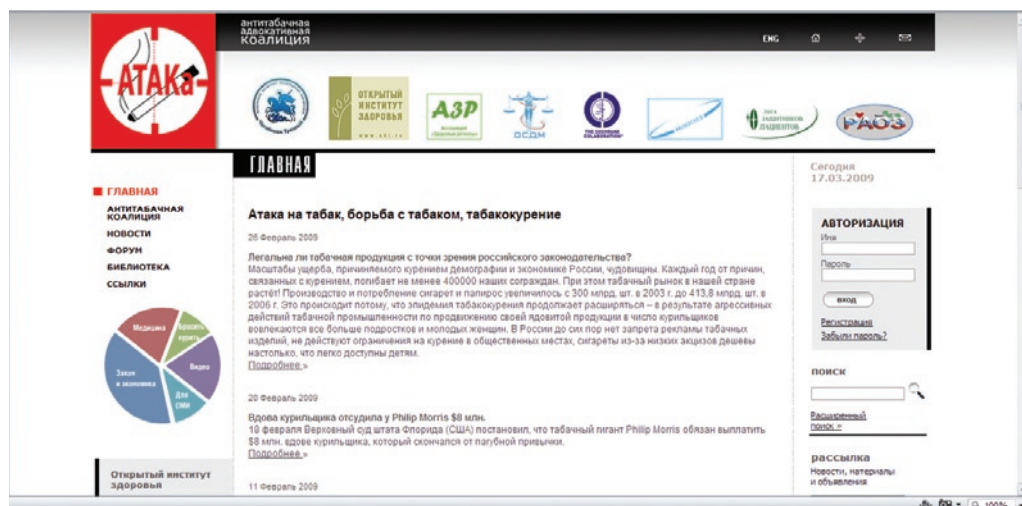 антитабачная
адвокативная
коалиция
ENG
АТАКа
ОТКРЫТЫЙ
ИНСТИТУТ
ЗДОРОВЬЯ
АЗР
ОСДМ
РАОЗ
ГЛАВНАЯ
Сегодня
17.03.2009
ГЛАВНАЯ
АНТИТАБАЧНАЯ
КОАЛИЦИЯ
НОВОСТИ
ФОРУМ
БИБЛИОТЕКА
ССЫЛКИ
Медицина
Бросить
курить
Видео
Для
СМИ
Закон
и экономика
Открытый институт
здоровья
Атака на табак, борьба с табаком, табакокурение
26 Февраль 2009
Легальна ли табачная продукция с точки зрения российского законодательства?
Масштабы ущерба, причиняемого курением демографии и экономике России, чудовищны. Каждый год от причин,
связанных с курением, погибает не менее 400000 наших сограждан. При этом табачный рынок в нашей стране
растёт! Производство и потребление сигарет и папирос увеличилось с 300 млрд. шт. в 2003 г. до 413,8 млрд. шт. в
2006 г. Это происходит потому, что эпидемия табакокурения продолжает расширяться – в результате агрессивных
действий табачной промышленности по продвижению своей ядовитой продукции в число курильщиков
вовлекаются все больше подростков и молодых женщин. В России до сих пор нет запрета рекламы табачных
изделий, не действуют ограничения на курение в общественных местах, сигареты из-за низких акцизов дешевы
настолько, что легко доступны детям.
Подробнее »
20 Февраль 2009
Вдова курильщика отсудила у Philip Morris $8 млн.
18 февраля Верховный суд штата Флорида (США) постановил, что табачный гигант Philip Morris обязан выплатить
$8 млн. вдове курильщика, который скончался от пагубной привычки.
Подробнее »
11 Февраль 2009
АВТОРИЗАЦИЯ
Имя
Пароль
вход
Регистрация
Забыли пароль?
поиск
Расширенный
поиск »
рассылка
Новости, материалы
и объявления
100%